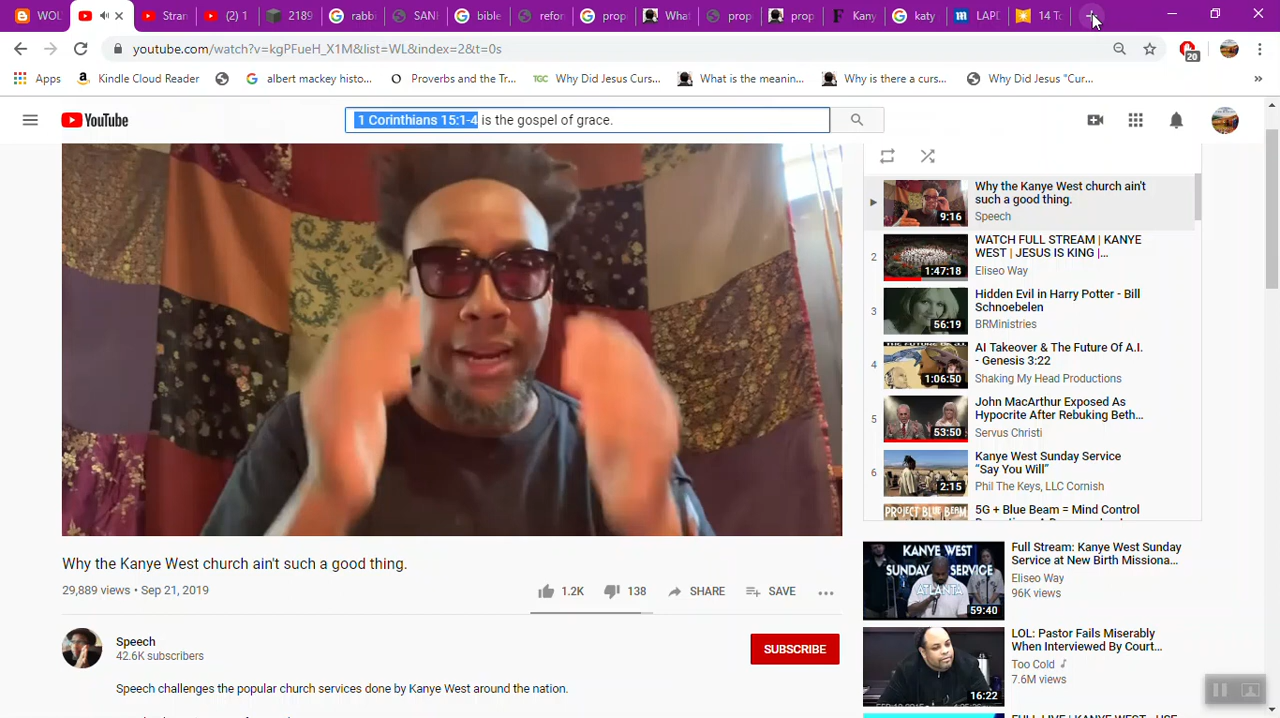 WOL
Stran
(2) 1
2189
rabbi
SANI
bible
refor
prop
What
prop
prop
Kany
katy
LAPD
14 To
youtube.com/watch?v=kgPFueH_X1M&list=WL&index=2&t=0s
20
Apps
Kindle Cloud Reader
albert mackey histo...
Proverbs and the Tr...
TGC Why Did Jesus Curs...
What is the meanin...
Why is there a curs...
Why Did Jesus "Cur...
»
YouTube
1 Corinthians 15:1-4 is the gospel of grace.
Why the Kanye West church ain't
such a good thing.
Speech
9:16
2
WATCH FULL STREAM | KANYE
WEST | JESUS IS KING |...
Eliseo Way
1:47:18
3
Hidden Evil in Harry Potter - Bill
Schnoebelen
BRMinistries
56:19
4
AI Takeover & The Future Of A.I.
- Genesis 3:22
Shaking My Head Productions
1:06:50
5
John MacArthur Exposed As
Hypocrite After Rebuking Beth...
Servus Christi
53:50
6
Kanye West Sunday Service
“Say You Will”
Phil The Keys, LLC Cornish
2:15
PROJECT BLUE BEAM
5G + Blue Beam = Mind Control
Why the Kanye West church ain't such a good thing.
29,889 views • Sep 21, 2019
1.2K
138
SHARE
SAVE
Speech
42.6K subscribers
SUBSCRIBE
Speech challenges the popular church services done by Kanye West around the nation.
KANYE WEST
SUNDAY SERVICE
ATLANTA
59:40
Full Stream: Kanye West Sunday
Service at New Birth Missiona...
Eliseo Way
96K views
LOL: Pastor Fails Miserably
When Interviewed By Court...
Too Cold
7.6M views
16:22